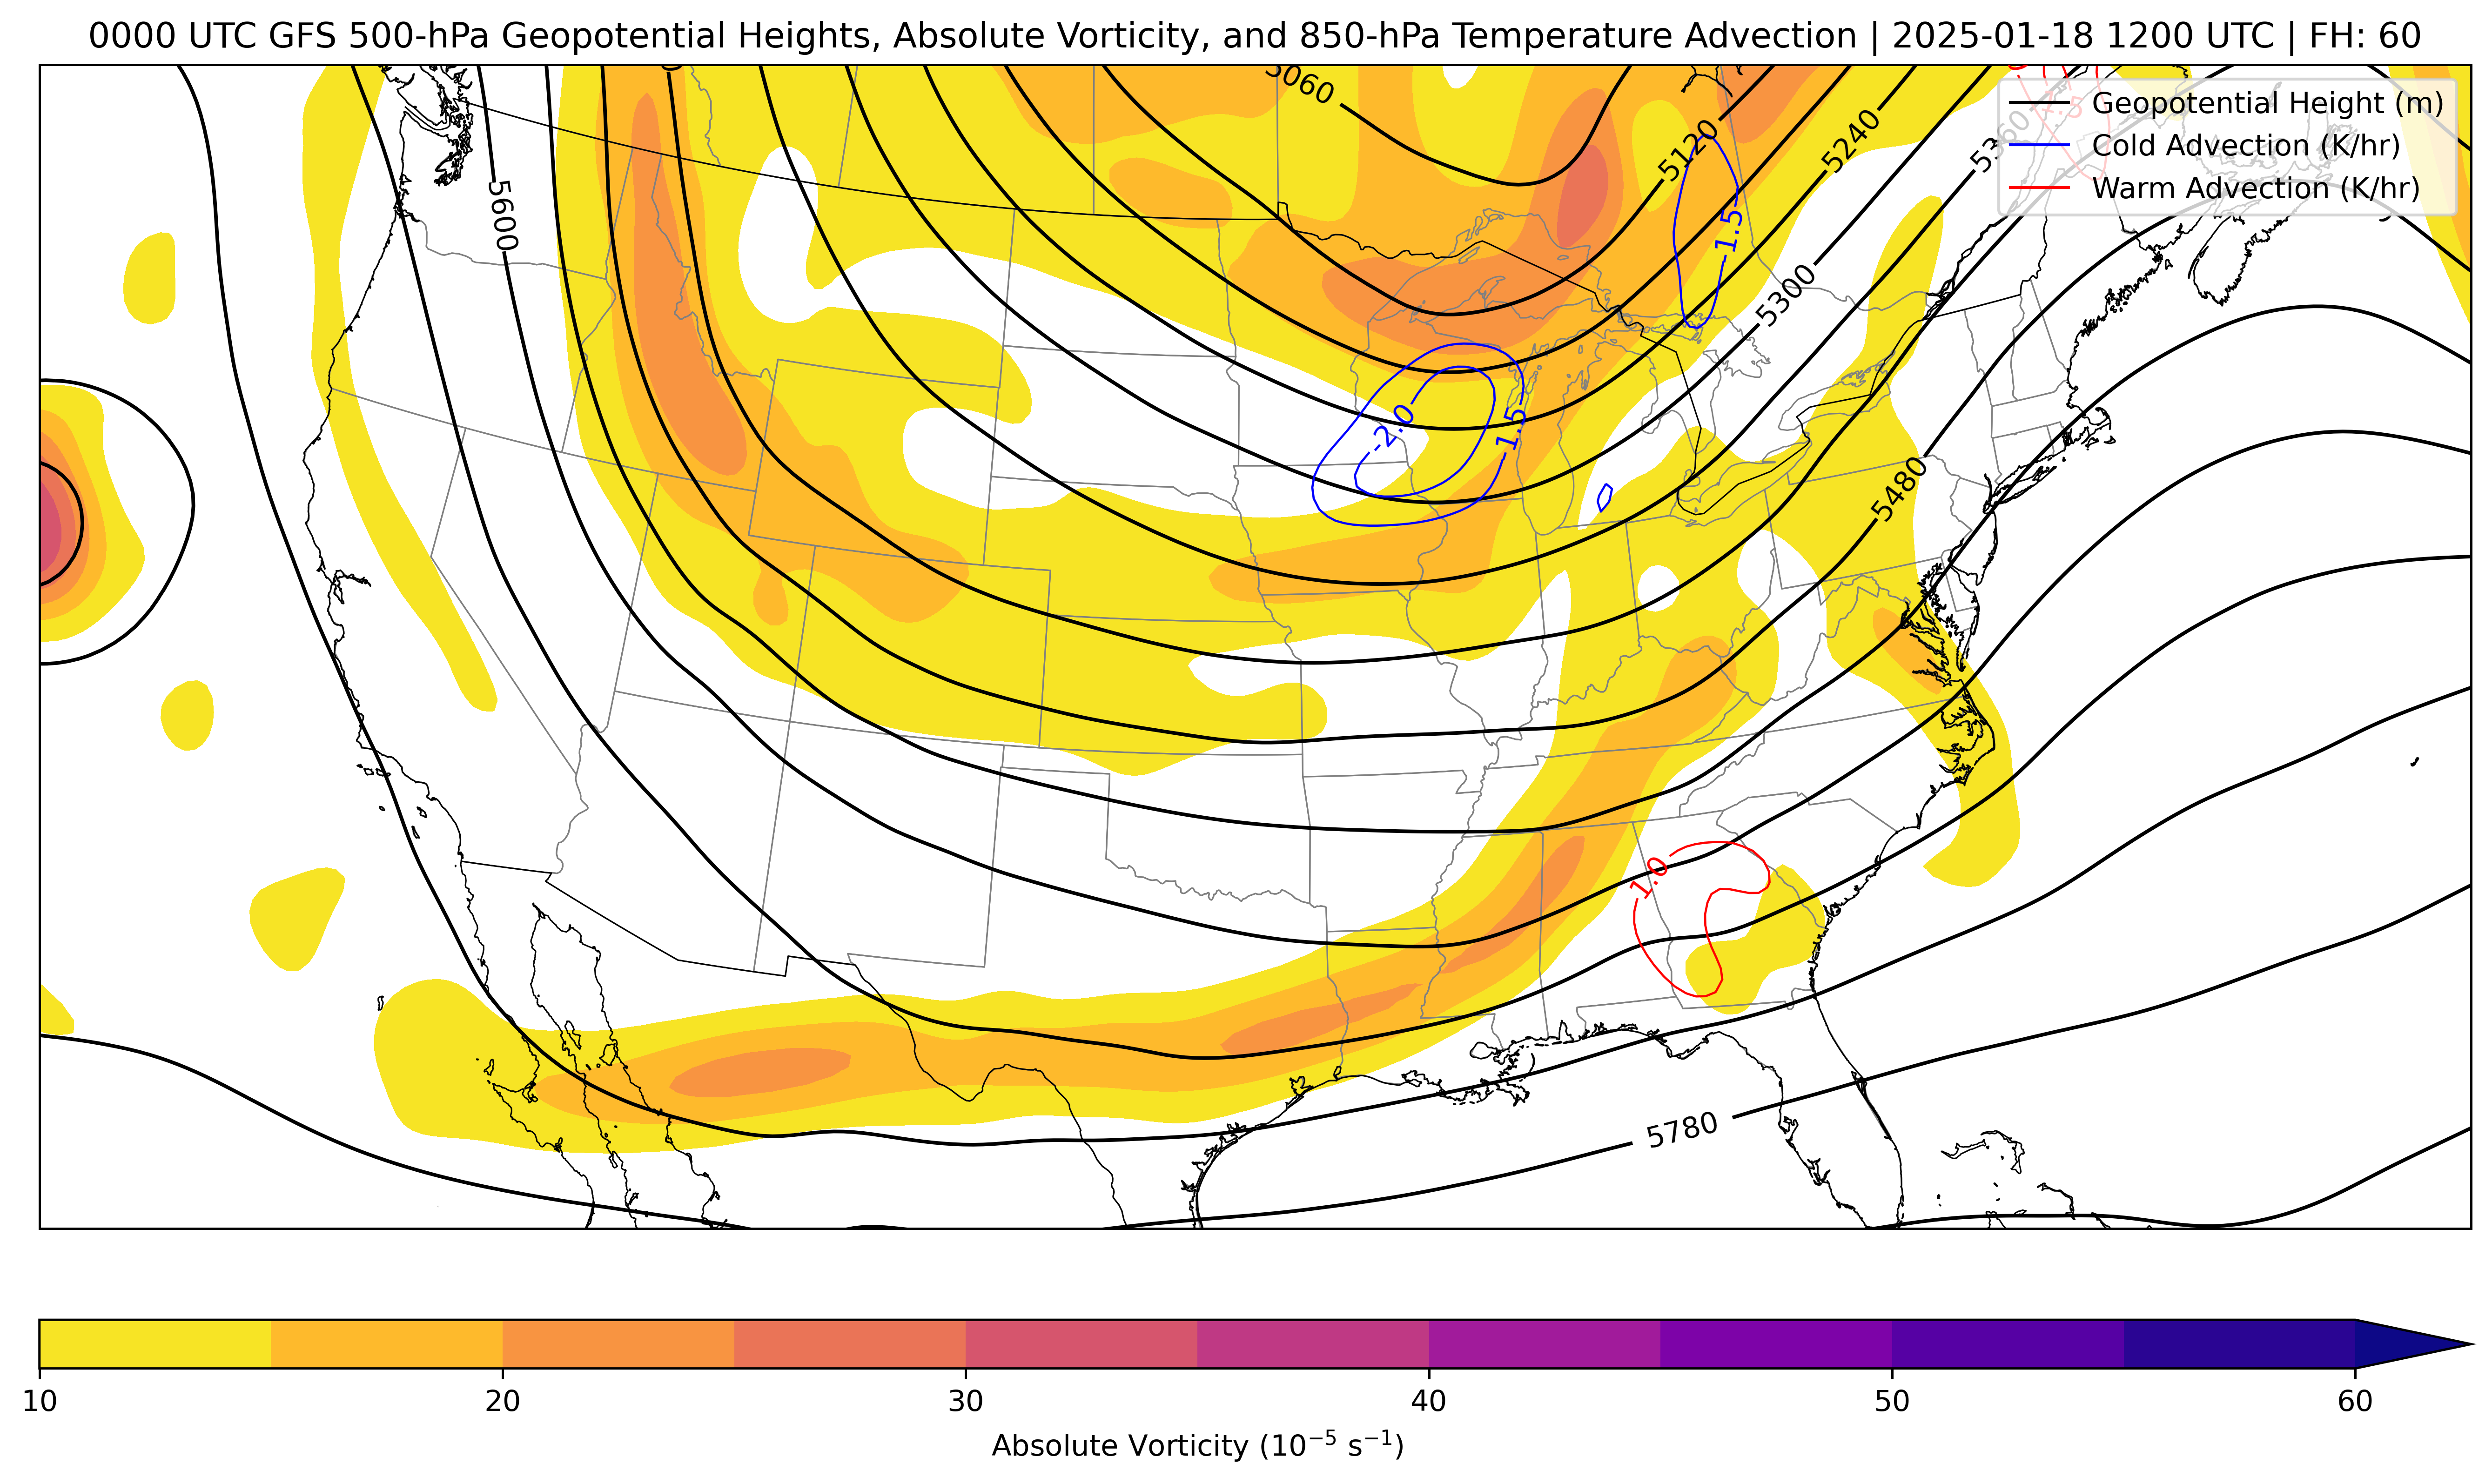 0000 UTC GFS 500-hPa Geopotential Heights, Absolute Vorticity, and 850-hPa Temperature Advection | 2025-01-18 1200 UTC | FH: 60
5060
5120
5240
5360
1.5
Geopotential Height (m)
Cold Advection (K/hr)
Warm Advection (K/hr)
5600
-1.5
5300
-2.0
-1.5
5480
1.0
5780
10 20 30 40 50 60
Absolute Vorticity (10⁻⁵ s⁻¹)